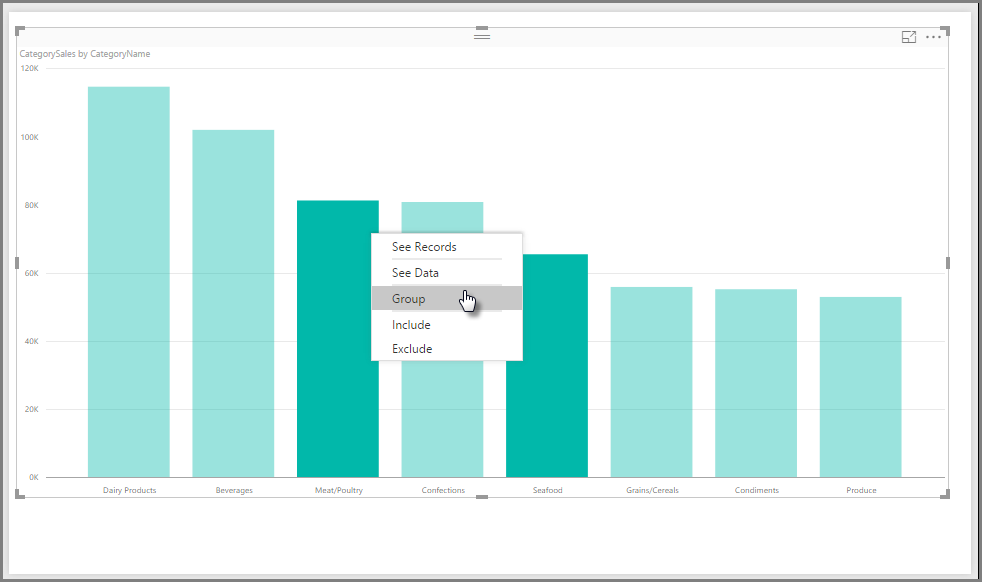 CategorySales by CategoryName
120K
100K
80K
60K
40K
20K
0K
See Records
See Data
Group
Include
Exclude
Dairy Products Beverages Meat/Poultry Confections Seafood Grains/Cereals Condiments Produce